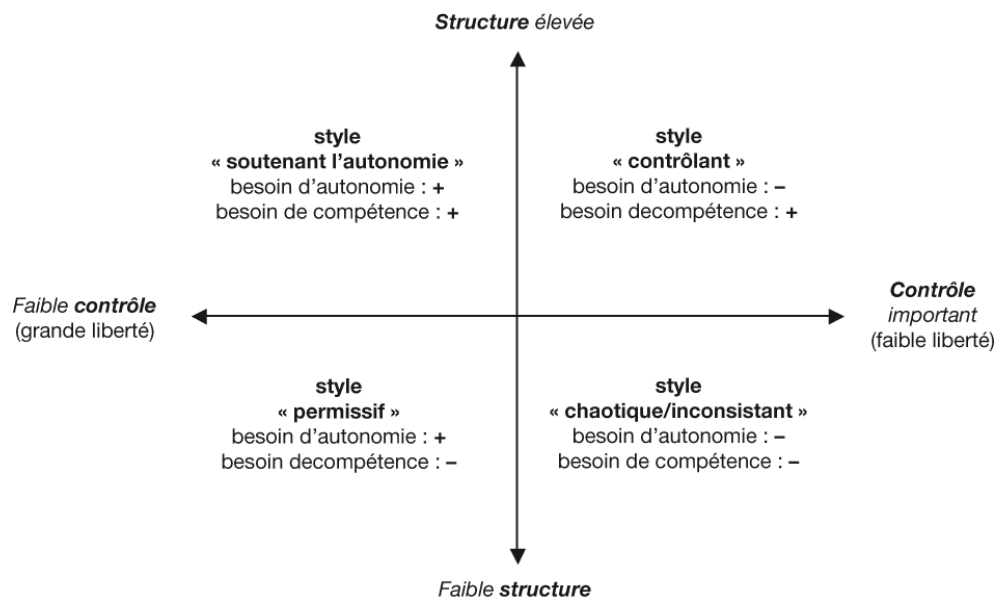 Structure élevée
style
« soutenant l’autonomie »
besoin d’autonomie : +
besoin de compétence : +
style
« contrôlant »
besoin d’autonomie : –
besoin decompétence : +
Faible contrôle
(grande liberté)
Contrôle
important
(faible liberté)
style
« permissif »
besoin d’autonomie : +
besoin decompétence : –
style
« chaotique/inconsistant »
besoin d’autonomie : –
besoin de compétence : –
Faible structure